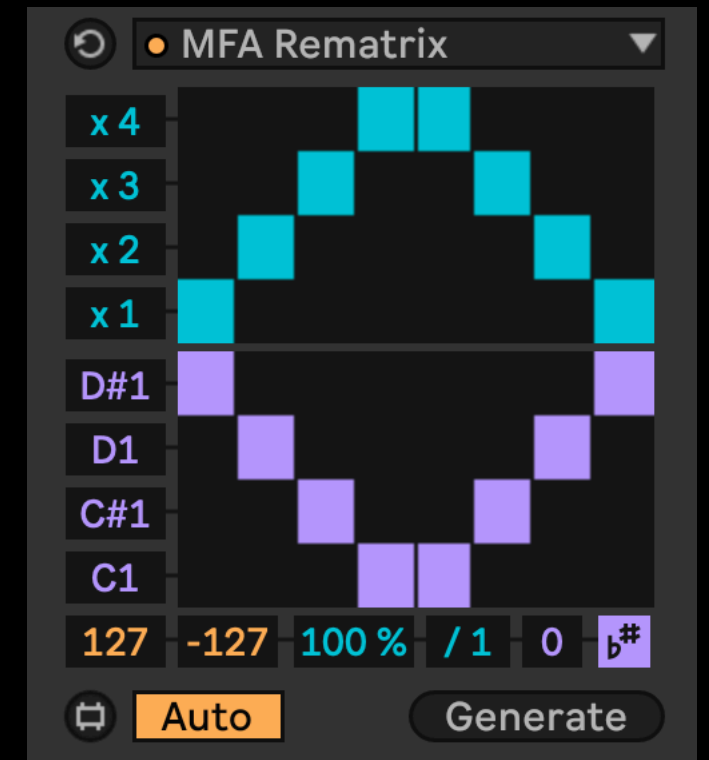 MFA Rematrix
x 4
x 3
x 2
x 1
D#1
D1
C#1
C1
127 -127 100 % / 1 0 ♭#
Auto Generate